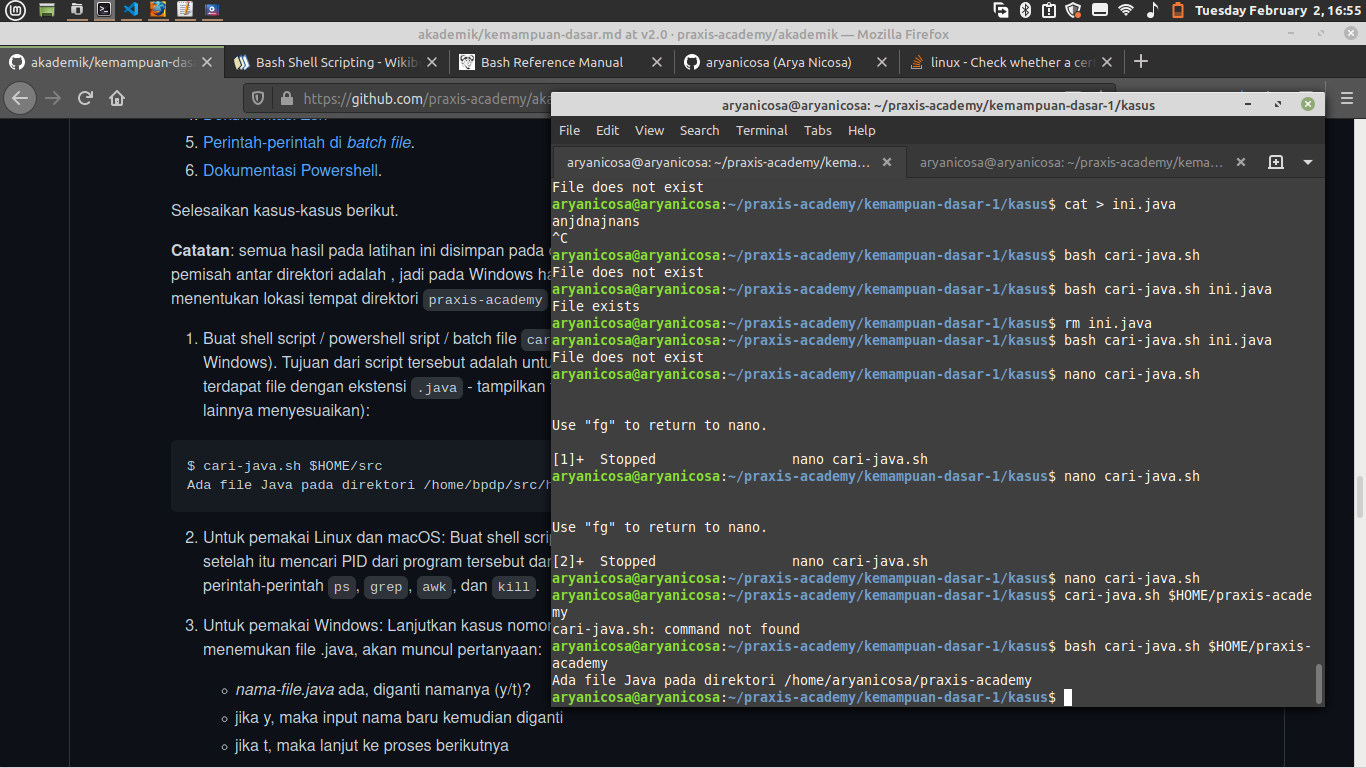 Tuesday February 2, 16:55
akademik/kemampuan-dasar.md at v2.0 · praxis-academy/akademik — Mozilla Firefox
akademik/kemampuan-dasa
Bash Shell Scripting - Wikib
Bash Reference Manual
aryanicosa (Arya Nicosa)
linux - Check whether a cert
https://github.com/praxis-academy/aka
5. Perintah-perintah di batch file.
6. Dokumentasi Powershell.
Selesaikan kasus-kasus berikut.
Catatan: semua hasil pada latihan ini disimpan pada
pemisah antar direktori adalah , jadi pada Windows ha
menentukan lokasi tempat direktori praxis-academy
1. Buat shell script / powershell sript / batch file car
Windows). Tujuan dari script tersebut adalah untu
terdapat file dengan ekstensi .java - tampilkan
lainnya menyesuaikan):
$ cari-java.sh $HOME/src
Ada file Java pada direktori /home/bpdp/src/h
2. Untuk pemakai Linux dan macOS: Buat shell scrip
setelah itu mencari PID dari program tersebut dan
perintah-perintah ps, grep, awk, dan kill.
3. Untuk pemakai Windows: Lanjutkan kasus nomor
menemukan file .java, akan muncul pertanyaan:
nama-file.java ada, diganti namanya (y/t)?
jika y, maka input nama baru kemudian diganti
jika t, maka lanjut ke proses berikutnya
aryanicosa@aryanicosa: ~/praxis-academy/kemampuan-dasar-1/kasus
File Edit View Search Terminal Tabs Help
aryanicosa@aryanicosa: ~/praxis-academy/kema...
aryanicosa@aryanicosa: ~/praxis-academy/kema...
File does not exist
aryanicosa@aryanicosa:~/praxis-academy/kemampuan-dasar-1/kasus$ cat > ini.java
anjdnajnans
^C
aryanicosa@aryanicosa:~/praxis-academy/kemampuan-dasar-1/kasus$ bash cari-java.sh
File does not exist
aryanicosa@aryanicosa:~/praxis-academy/kemampuan-dasar-1/kasus$ bash cari-java.sh ini.java
File exists
aryanicosa@aryanicosa:~/praxis-academy/kemampuan-dasar-1/kasus$ rm ini.java
aryanicosa@aryanicosa:~/praxis-academy/kemampuan-dasar-1/kasus$ bash cari-java.sh ini.java
File does not exist
aryanicosa@aryanicosa:~/praxis-academy/kemampuan-dasar-1/kasus$ nano cari-java.sh
Use "fg" to return to nano.
[1]+  Stopped                 nano cari-java.sh
aryanicosa@aryanicosa:~/praxis-academy/kemampuan-dasar-1/kasus$ nano cari-java.sh
Use "fg" to return to nano.
[2]+  Stopped                 nano cari-java.sh
aryanicosa@aryanicosa:~/praxis-academy/kemampuan-dasar-1/kasus$ nano cari-java.sh
aryanicosa@aryanicosa:~/praxis-academy/kemampuan-dasar-1/kasus$ cari-java.sh $HOME/praxis-acade
my
cari-java.sh: command not found
aryanicosa@aryanicosa:~/praxis-academy/kemampuan-dasar-1/kasus$ bash cari-java.sh $HOME/praxis-
academy
Ada file Java pada direktori /home/aryanicosa/praxis-academy
aryanicosa@aryanicosa:~/praxis-academy/kemampuan-dasar-1/kasus$